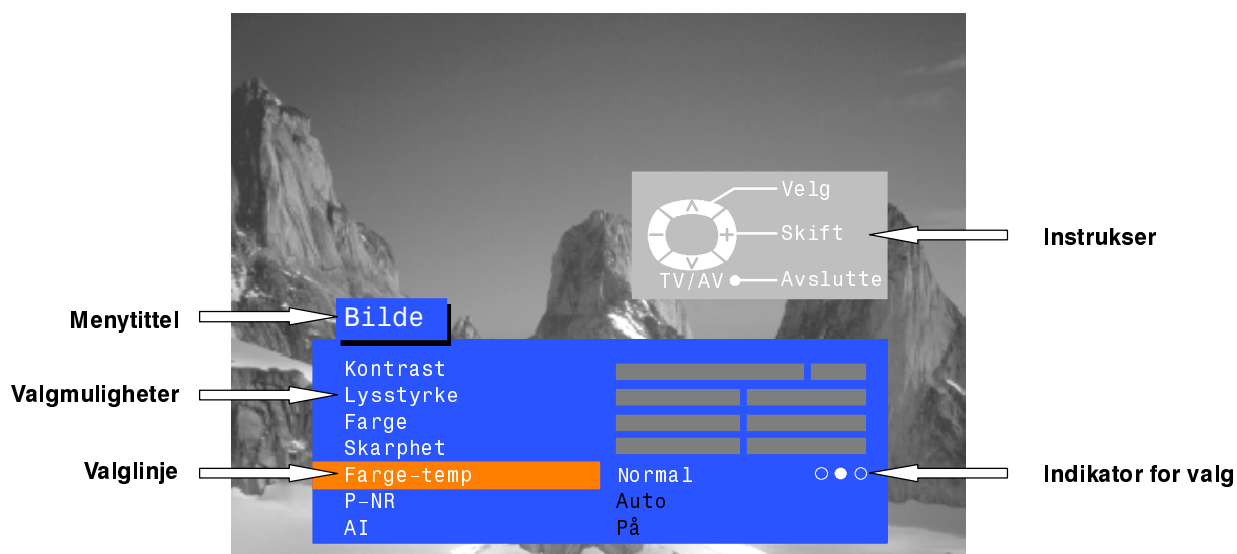 Velg
Skift
TV/AV Avslutte
Instrukser
Menytittel
Bilde
Kontrast
Valgmuligheter
Lysstyrke
Farge
Skarphet
Valglinje
Farge-temp Normal
Indikator for valg
P-NR Auto
AI På